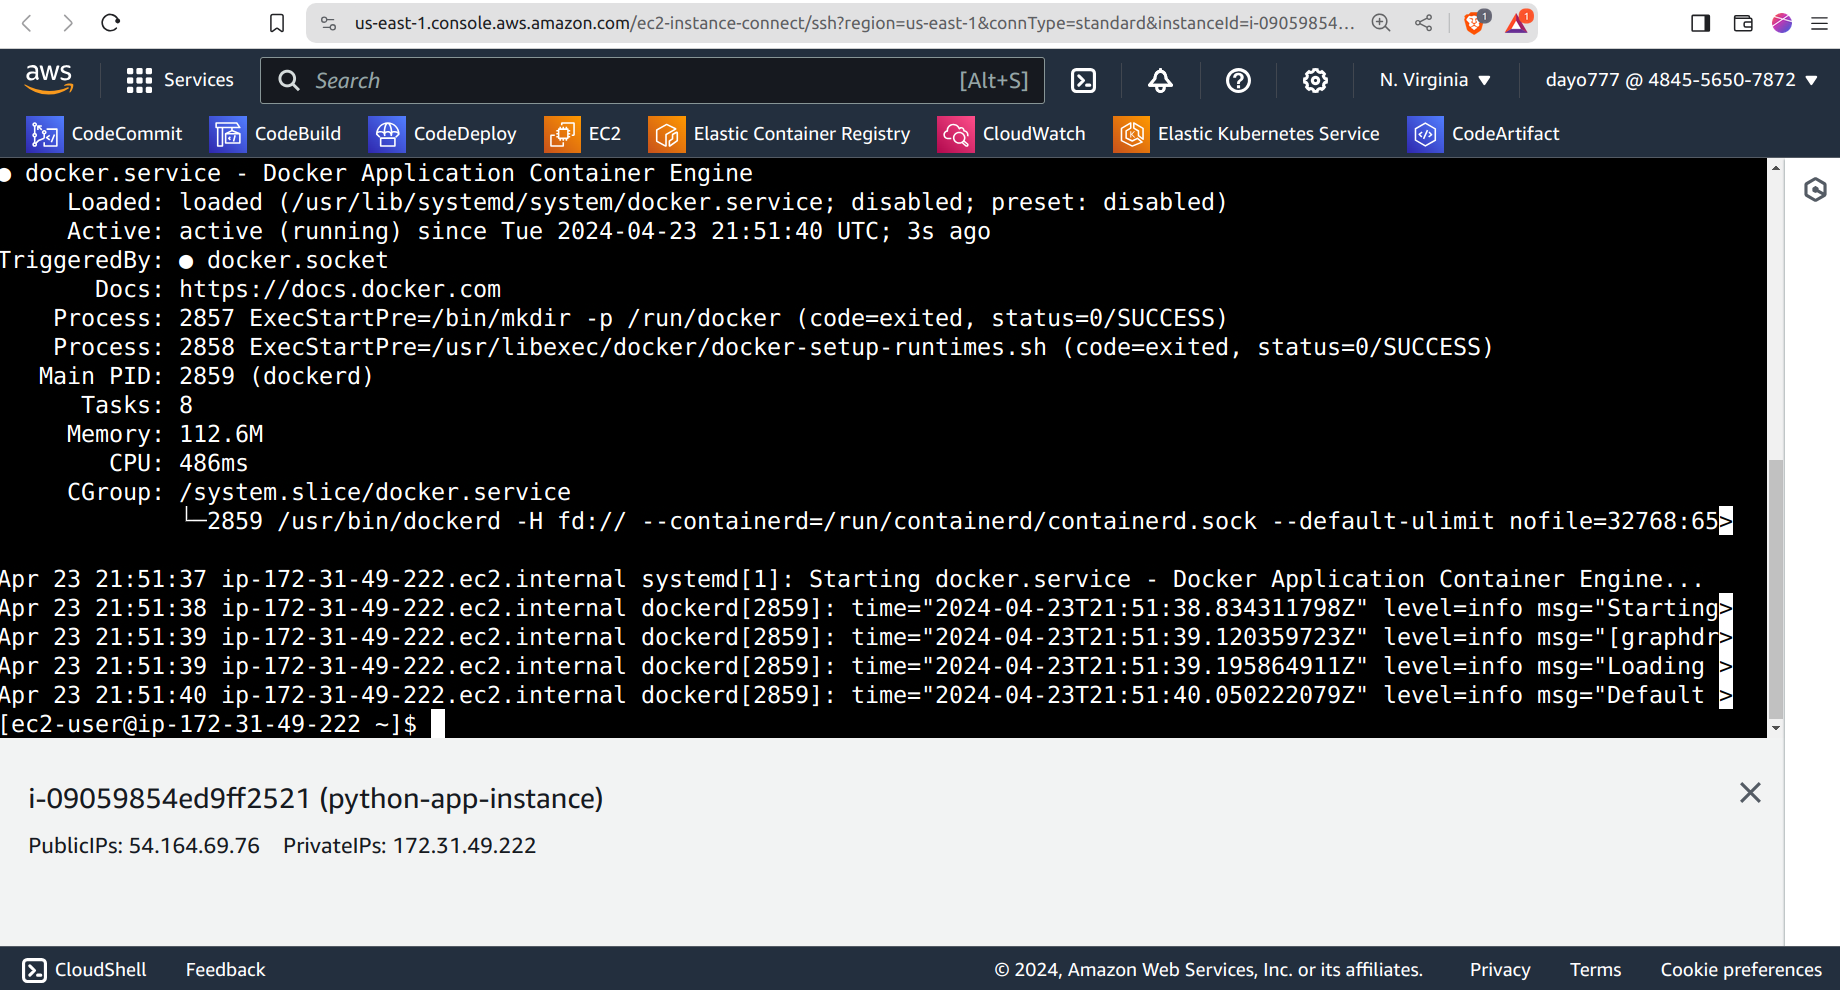 us-east-1.console.aws.amazon.com/ec2-instance-connect/ssh?region=us-east-1&connType=standard&instanceId=i-09059854...
1
1
aws
Services
Search
[Alt+S]
N. Virginia
dayo777 @ 4845-5650-7872
CodeCommit
CodeBuild
CodeDeploy
EC2
Elastic Container Registry
CloudWatch
Elastic Kubernetes Service
CodeArtifact
● docker.service - Docker Application Container Engine
     Loaded: loaded (/usr/lib/systemd/system/docker.service; disabled; preset: disabled)
     Active: active (running) since Tue 2024-04-23 21:51:40 UTC; 3s ago
TriggeredBy: ● docker.socket
       Docs: https://docs.docker.com
    Process: 2857 ExecStartPre=/bin/mkdir -p /run/docker (code=exited, status=0/SUCCESS)
    Process: 2858 ExecStartPre=/usr/libexec/docker/docker-setup-runtimes.sh (code=exited, status=0/SUCCESS)
   Main PID: 2859 (dockerd)
      Tasks: 8
     Memory: 112.6M
        CPU: 486ms
     CGroup: /system.slice/docker.service
             └─2859 /usr/bin/dockerd -H fd:// --containerd=/run/containerd/containerd.sock --default-ulimit nofile=32768:65>
Apr 23 21:51:37 ip-172-31-49-222.ec2.internal systemd[1]: Starting docker.service - Docker Application Container Engine...
Apr 23 21:51:38 ip-172-31-49-222.ec2.internal dockerd[2859]: time="2024-04-23T21:51:38.834311798Z" level=info msg="Starting>
Apr 23 21:51:39 ip-172-31-49-222.ec2.internal dockerd[2859]: time="2024-04-23T21:51:39.120359723Z" level=info msg="[graphdr>
Apr 23 21:51:39 ip-172-31-49-222.ec2.internal dockerd[2859]: time="2024-04-23T21:51:39.195864911Z" level=info msg="Loading >
Apr 23 21:51:40 ip-172-31-49-222.ec2.internal dockerd[2859]: time="2024-04-23T21:51:40.050222079Z" level=info msg="Default >
[ec2-user@ip-172-31-49-222 ~]$
i-09059854ed9ff2521 (python-app-instance)
PublicIPs: 54.164.69.76 PrivateIPs: 172.31.49.222
CloudShell
Feedback
© 2024, Amazon Web Services, Inc. or its affiliates.
Privacy
Terms
Cookie preferences